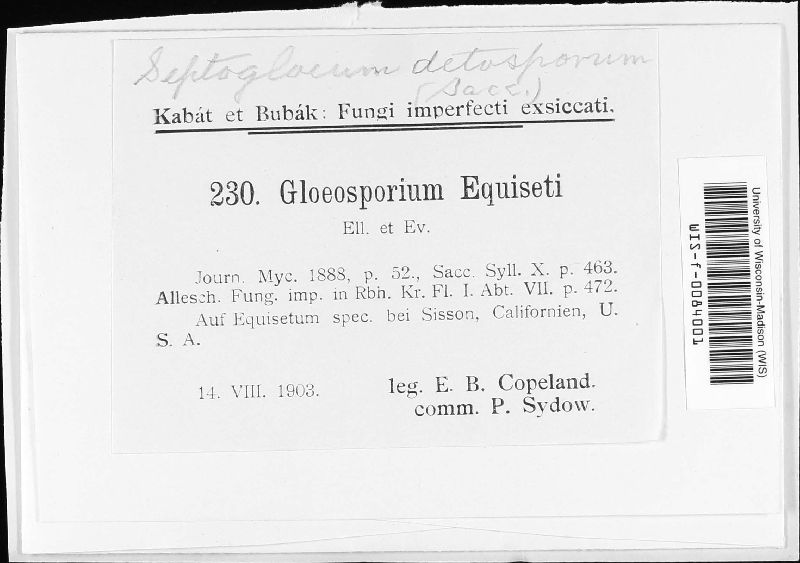 Septogloeum detosporum
(Sacc.)
Kabát et Bubák: Fungi imperfecti exsiccati.
230. Gloeosporium Equiseti
Ell. et Ev.
Journ. Myc. 1888, p. 52., Sacc. Syll. X. p. 463.
Allesch. Fung. imp. in Rbh. Kr. Fl. I. Abt. VII. p. 472.
Auf Equisetum spec. bei Sisson, Californien, U.
S. A.
14. VIII. 1903.
leg. E. B. Copeland.
comm. P. Sydow.
University of Wisconsin-Madison (WIS)
WIS-f-0084001